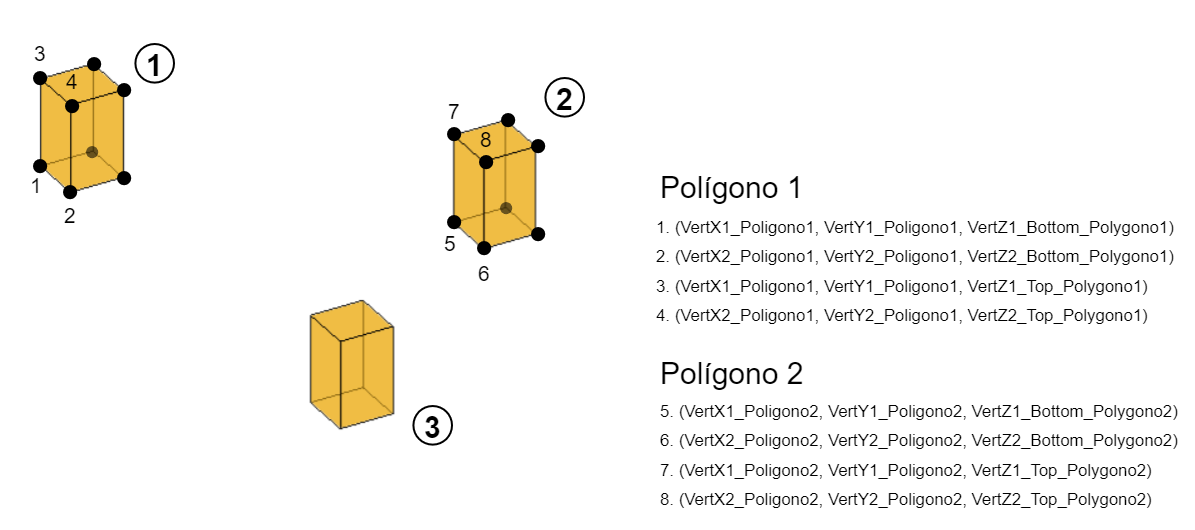 3
4
1
1
2
7
8
2
5
6
3
Polígono 1
1. (VertX1_Poligono1, VertY1_Poligono1, VertZ1_Bottom_Polygono1)
2. (VertX2_Poligono1, VertY2_Poligono1, VertZ2_Bottom_Polygono1)
3. (VertX1_Poligono1, VertY1_Poligono1, VertZ1_Top_Polygono1)
4. (VertX2_Poligono1, VertY2_Poligono1, VertZ2_Top_Polygono1)
Polígono 2
5. (VertX1_Poligono2, VertY1_Poligono2, VertZ1_Bottom_Polygono2)
6. (VertX2_Poligono2, VertY2_Poligono2, VertZ2_Bottom_Polygono2)
7. (VertX1_Poligono2, VertY1_Poligono2, VertZ1_Top_Polygono2)
8. (VertX2_Poligono2, VertY2_Poligono2, VertZ2_Top_Polygono2)